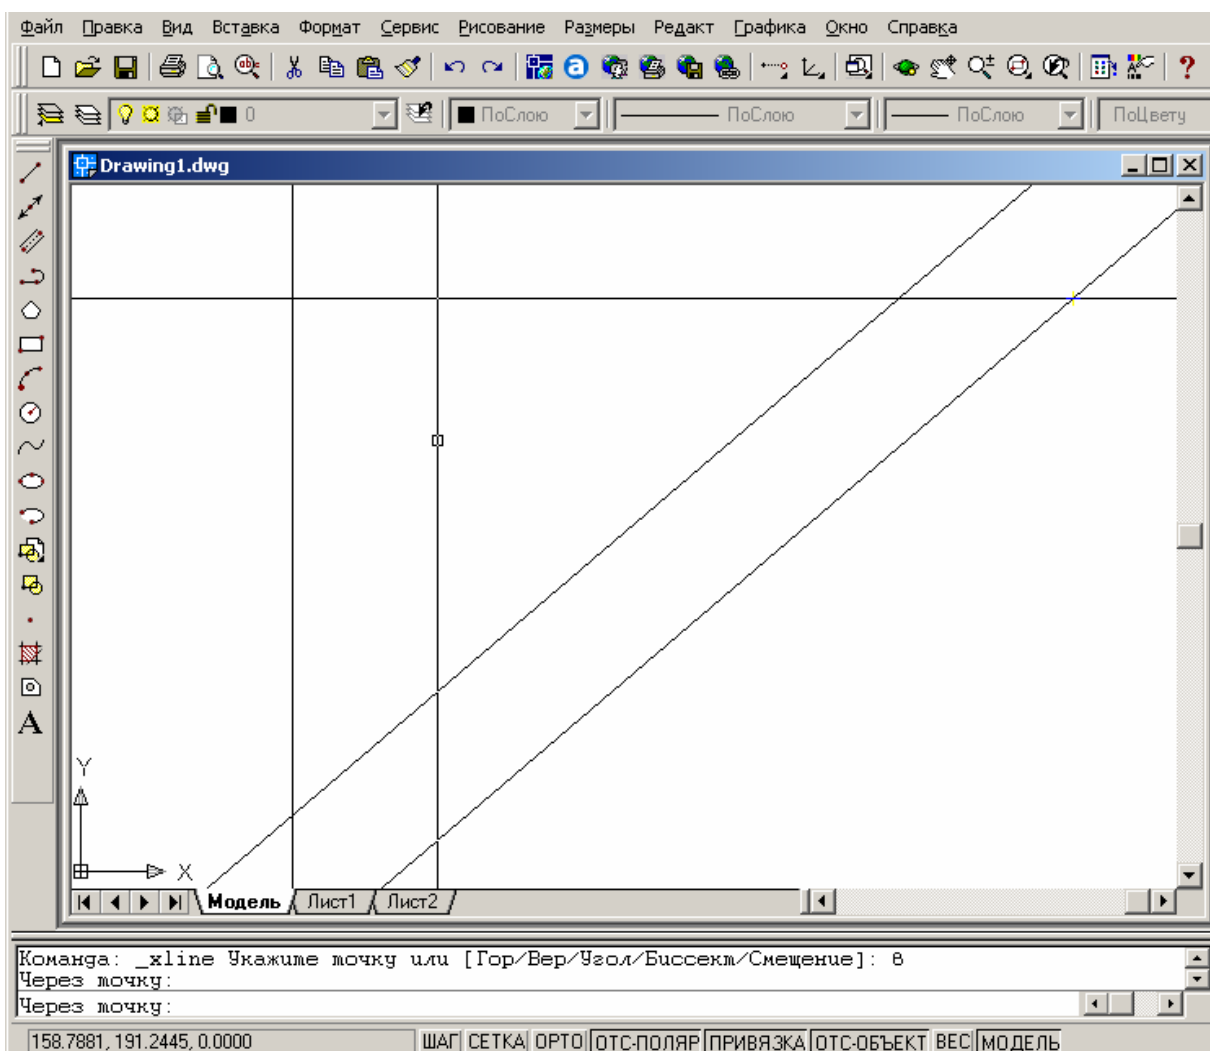 Файл Правка Вид Вставка Формат Сервис Рисование Размеры Редакт Графика Окно Справка
0 ПоСлою ПоСлою ПоСлою ПоЦвету
Drawing1.dwg
Y
X
Модель Лист1 Лист2
Команда: _xline Укажите точку или [Гор/Вер/Угол/Биссект/Смещение]: в
Через точку:
Через точку:
158.7881, 191.2445, 0.0000 ШАГ СЕТКА ОРТО ОТС-ПОЛЯР ПРИВЯЗКА ОТС-ОБЪЕКТ ВЕС МОДЕЛЬ